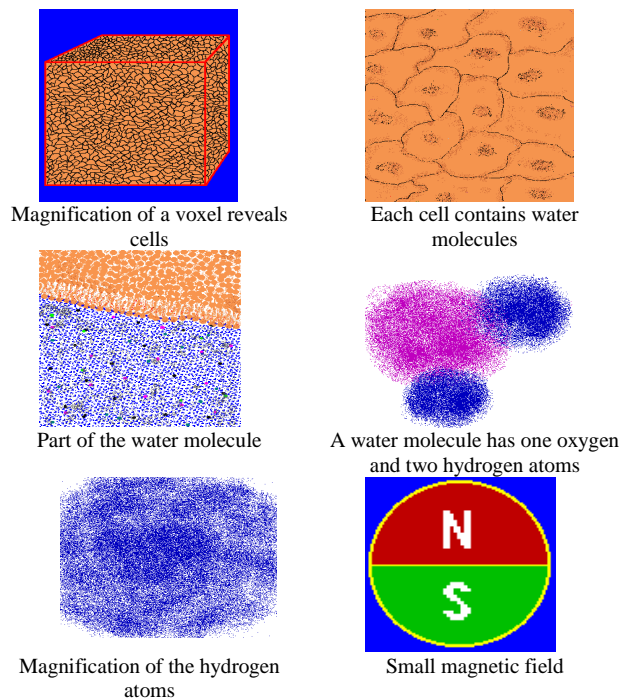 Magnification of a voxel reveals
cells
Each cell contains water
molecules
Part of the water molecule
A water molecule has one oxygen
and two hydrogen atoms
N
S
Magnification of the hydrogen
atoms
Small magnetic field